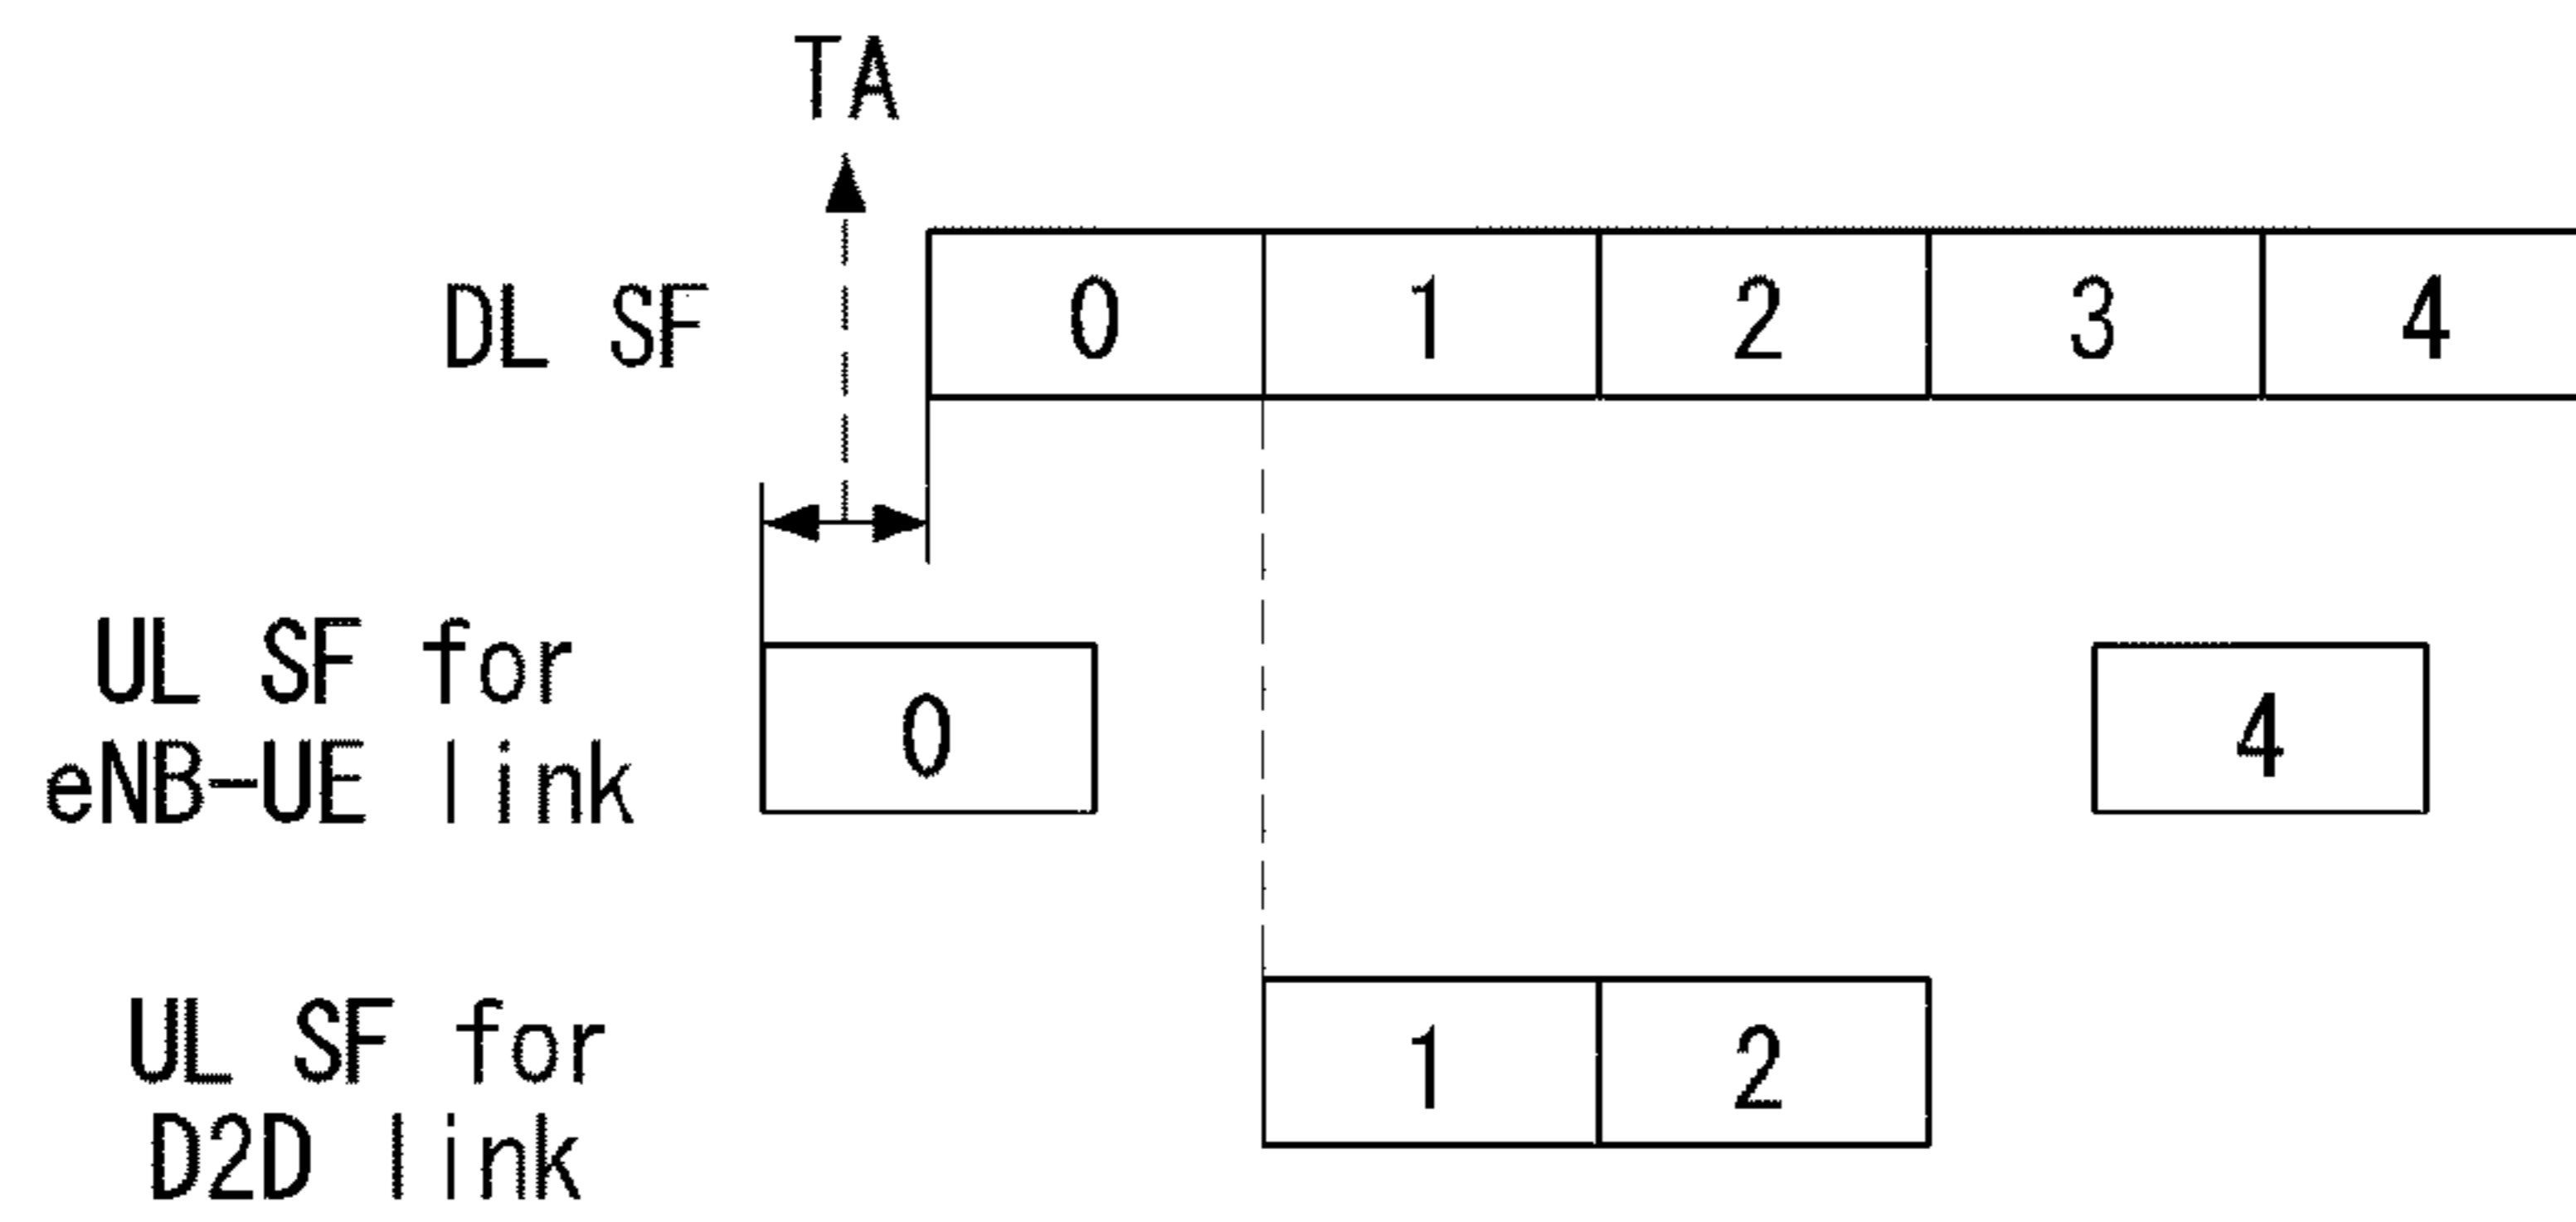 TA
DL SF 0 1 2 3 4
UL SF for
eNB-UE link
0 4
UL SF for
D2D link
1 2